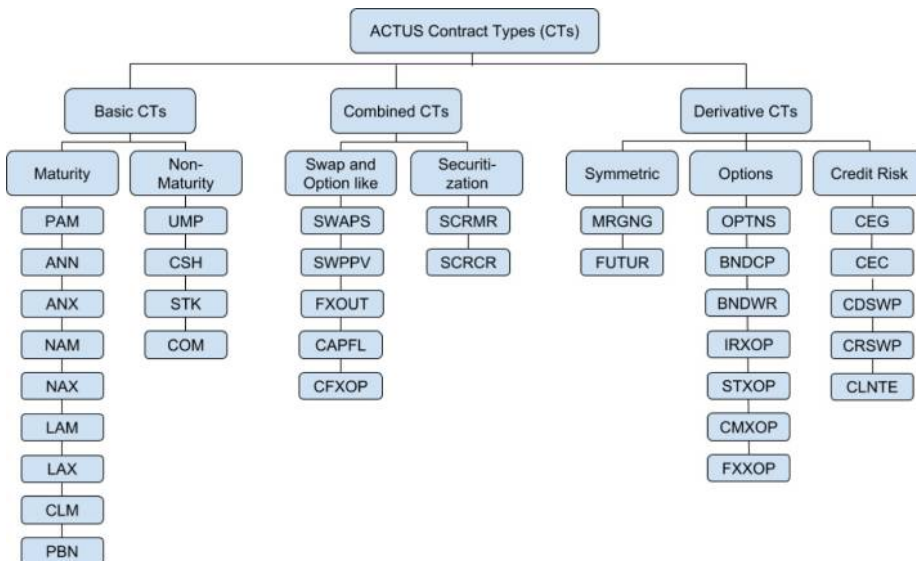 ACTUS Contract Types (CTs)
Basic CTs
Combined CTs
Derivative CTs
Maturity
Non-
Maturity
Swap and
Option like
Securiti-
zation
Symmetric
Options
Credit Risk
PAM
ANN
ANX
NAM
NAX
LAM
LAX
CLM
PBN
UMP
CSH
STK
COM
SWAPS
SWPPV
FXOUT
CAPFL
CFXOP
SCRMR
SCRCR
MRGNG
FUTUR
OPTNS
BNDCP
BNDWR
IRXOP
STXOP
CMXOP
FXXOP
CEG
CEC
CDSWP
CRSWP
CLNTE